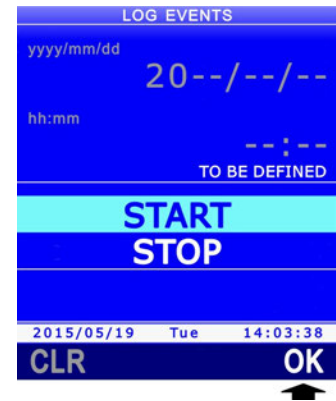 LOG EVENTS
yyyy/mm/dd
20--/--/--
hh:mm
--:--
TO BE DEFINED
START
STOP
2015/05/19 Tue 14:03:38
CLR OK